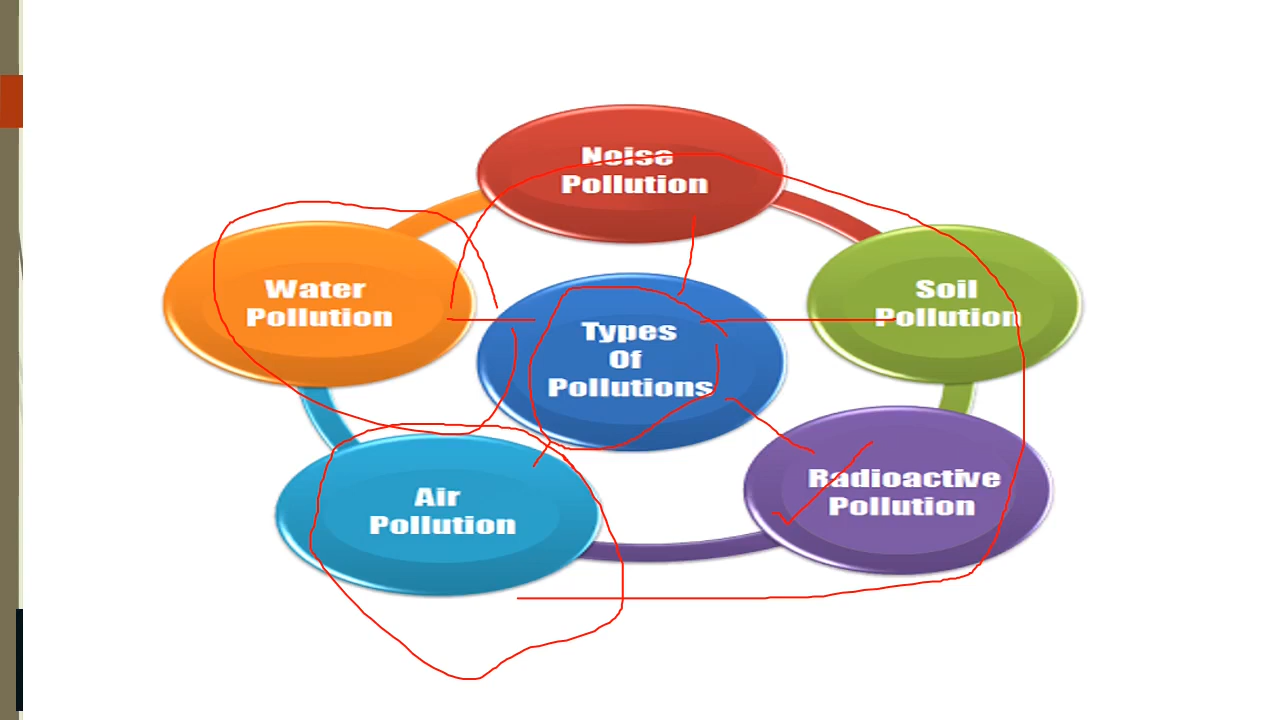 Noise
Pollution
Water
Pollution
Soil
Pollution
Types
Of
Pollutions
Air
Pollution
Radioactive
Pollution